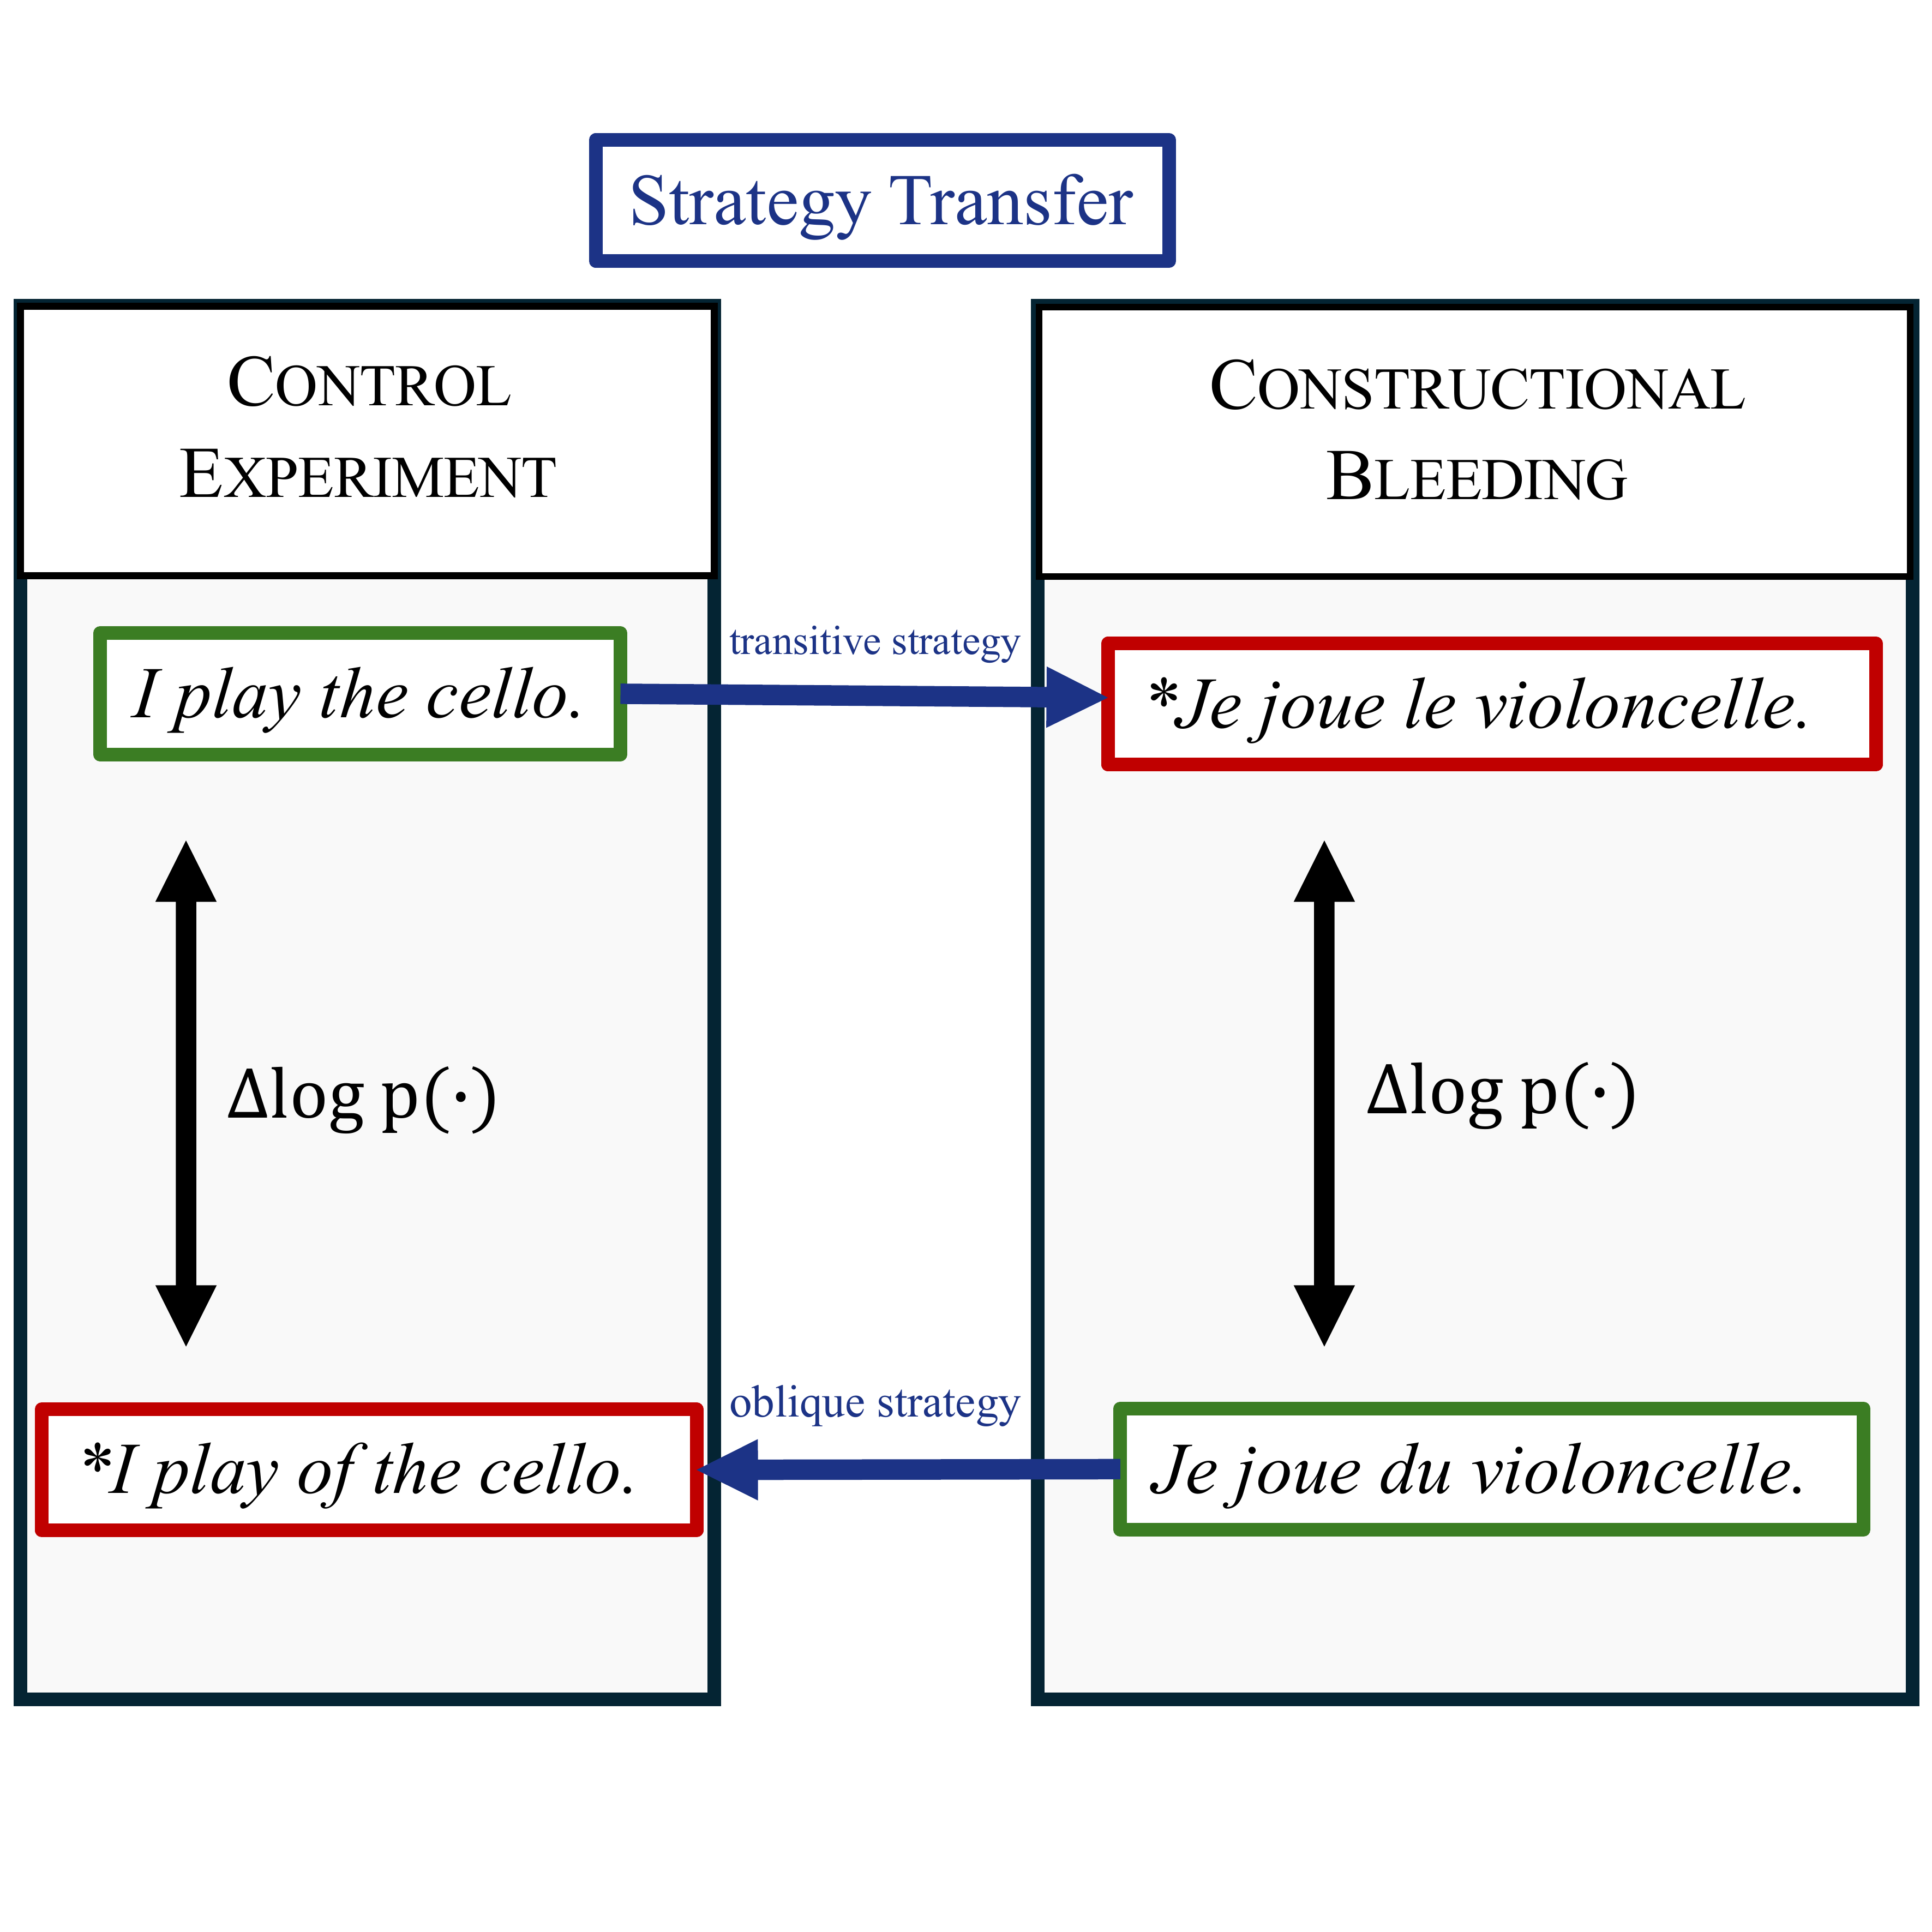 Strategy Transfer
CONTROL
EXPERIMENT
CONSTRUCTIONAL
BLEEDING
I play the cello.
transitive strategy
*Je joue le violoncelle.
Δlog p(·)
Δlog p(·)
*I play of the cello.
oblique strategy
Je joue du violoncelle.